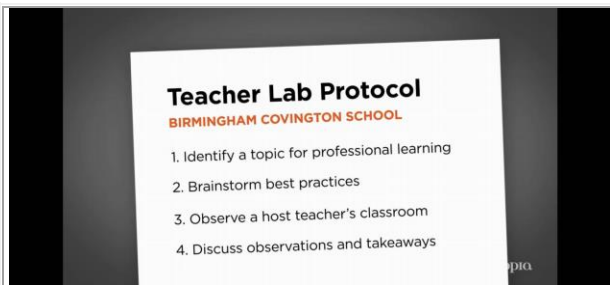 Teacher Lab Protocol
BIRMINGHAM COVINGTON SCHOOL
1. Identify a topic for professional learning
2. Brainstorm best practices
3. Observe a host teacher's classroom
4. Discuss observations and takeaways